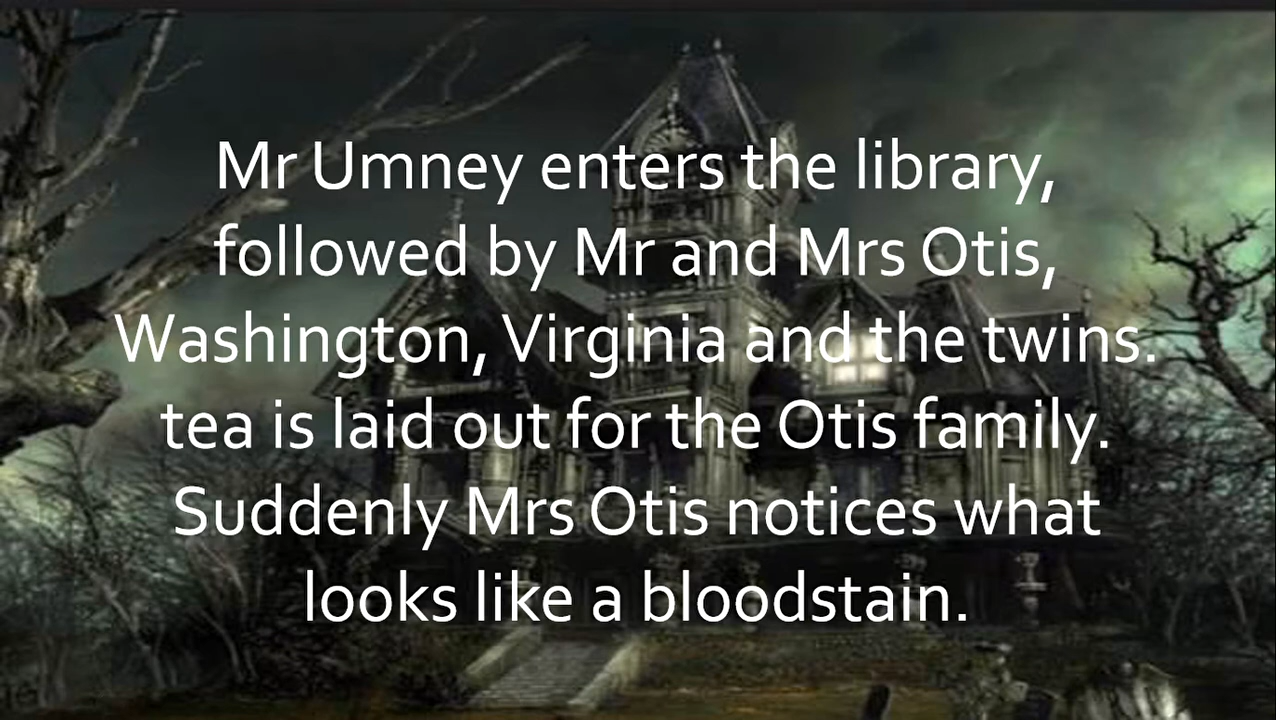 Mr Umney enters the library,
followed by Mr and Mrs Otis,
Washington, Virginia and the twins.
tea is laid out for the Otis family.
Suddenly Mrs Otis notices what
looks like a bloodstain.